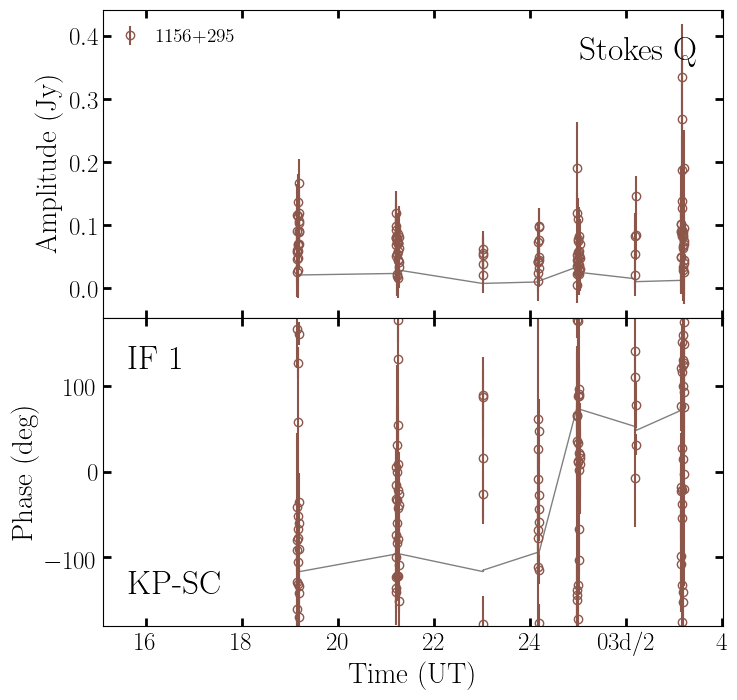 1156+295
Stokes Q
0.4
0.3
0.2
0.1
0.0
Amplitude (Jy)
IF 1
100
0
−100
Phase (deg)
KP-SC
16 18 20 22 24 03d/2 4
Time (UT)